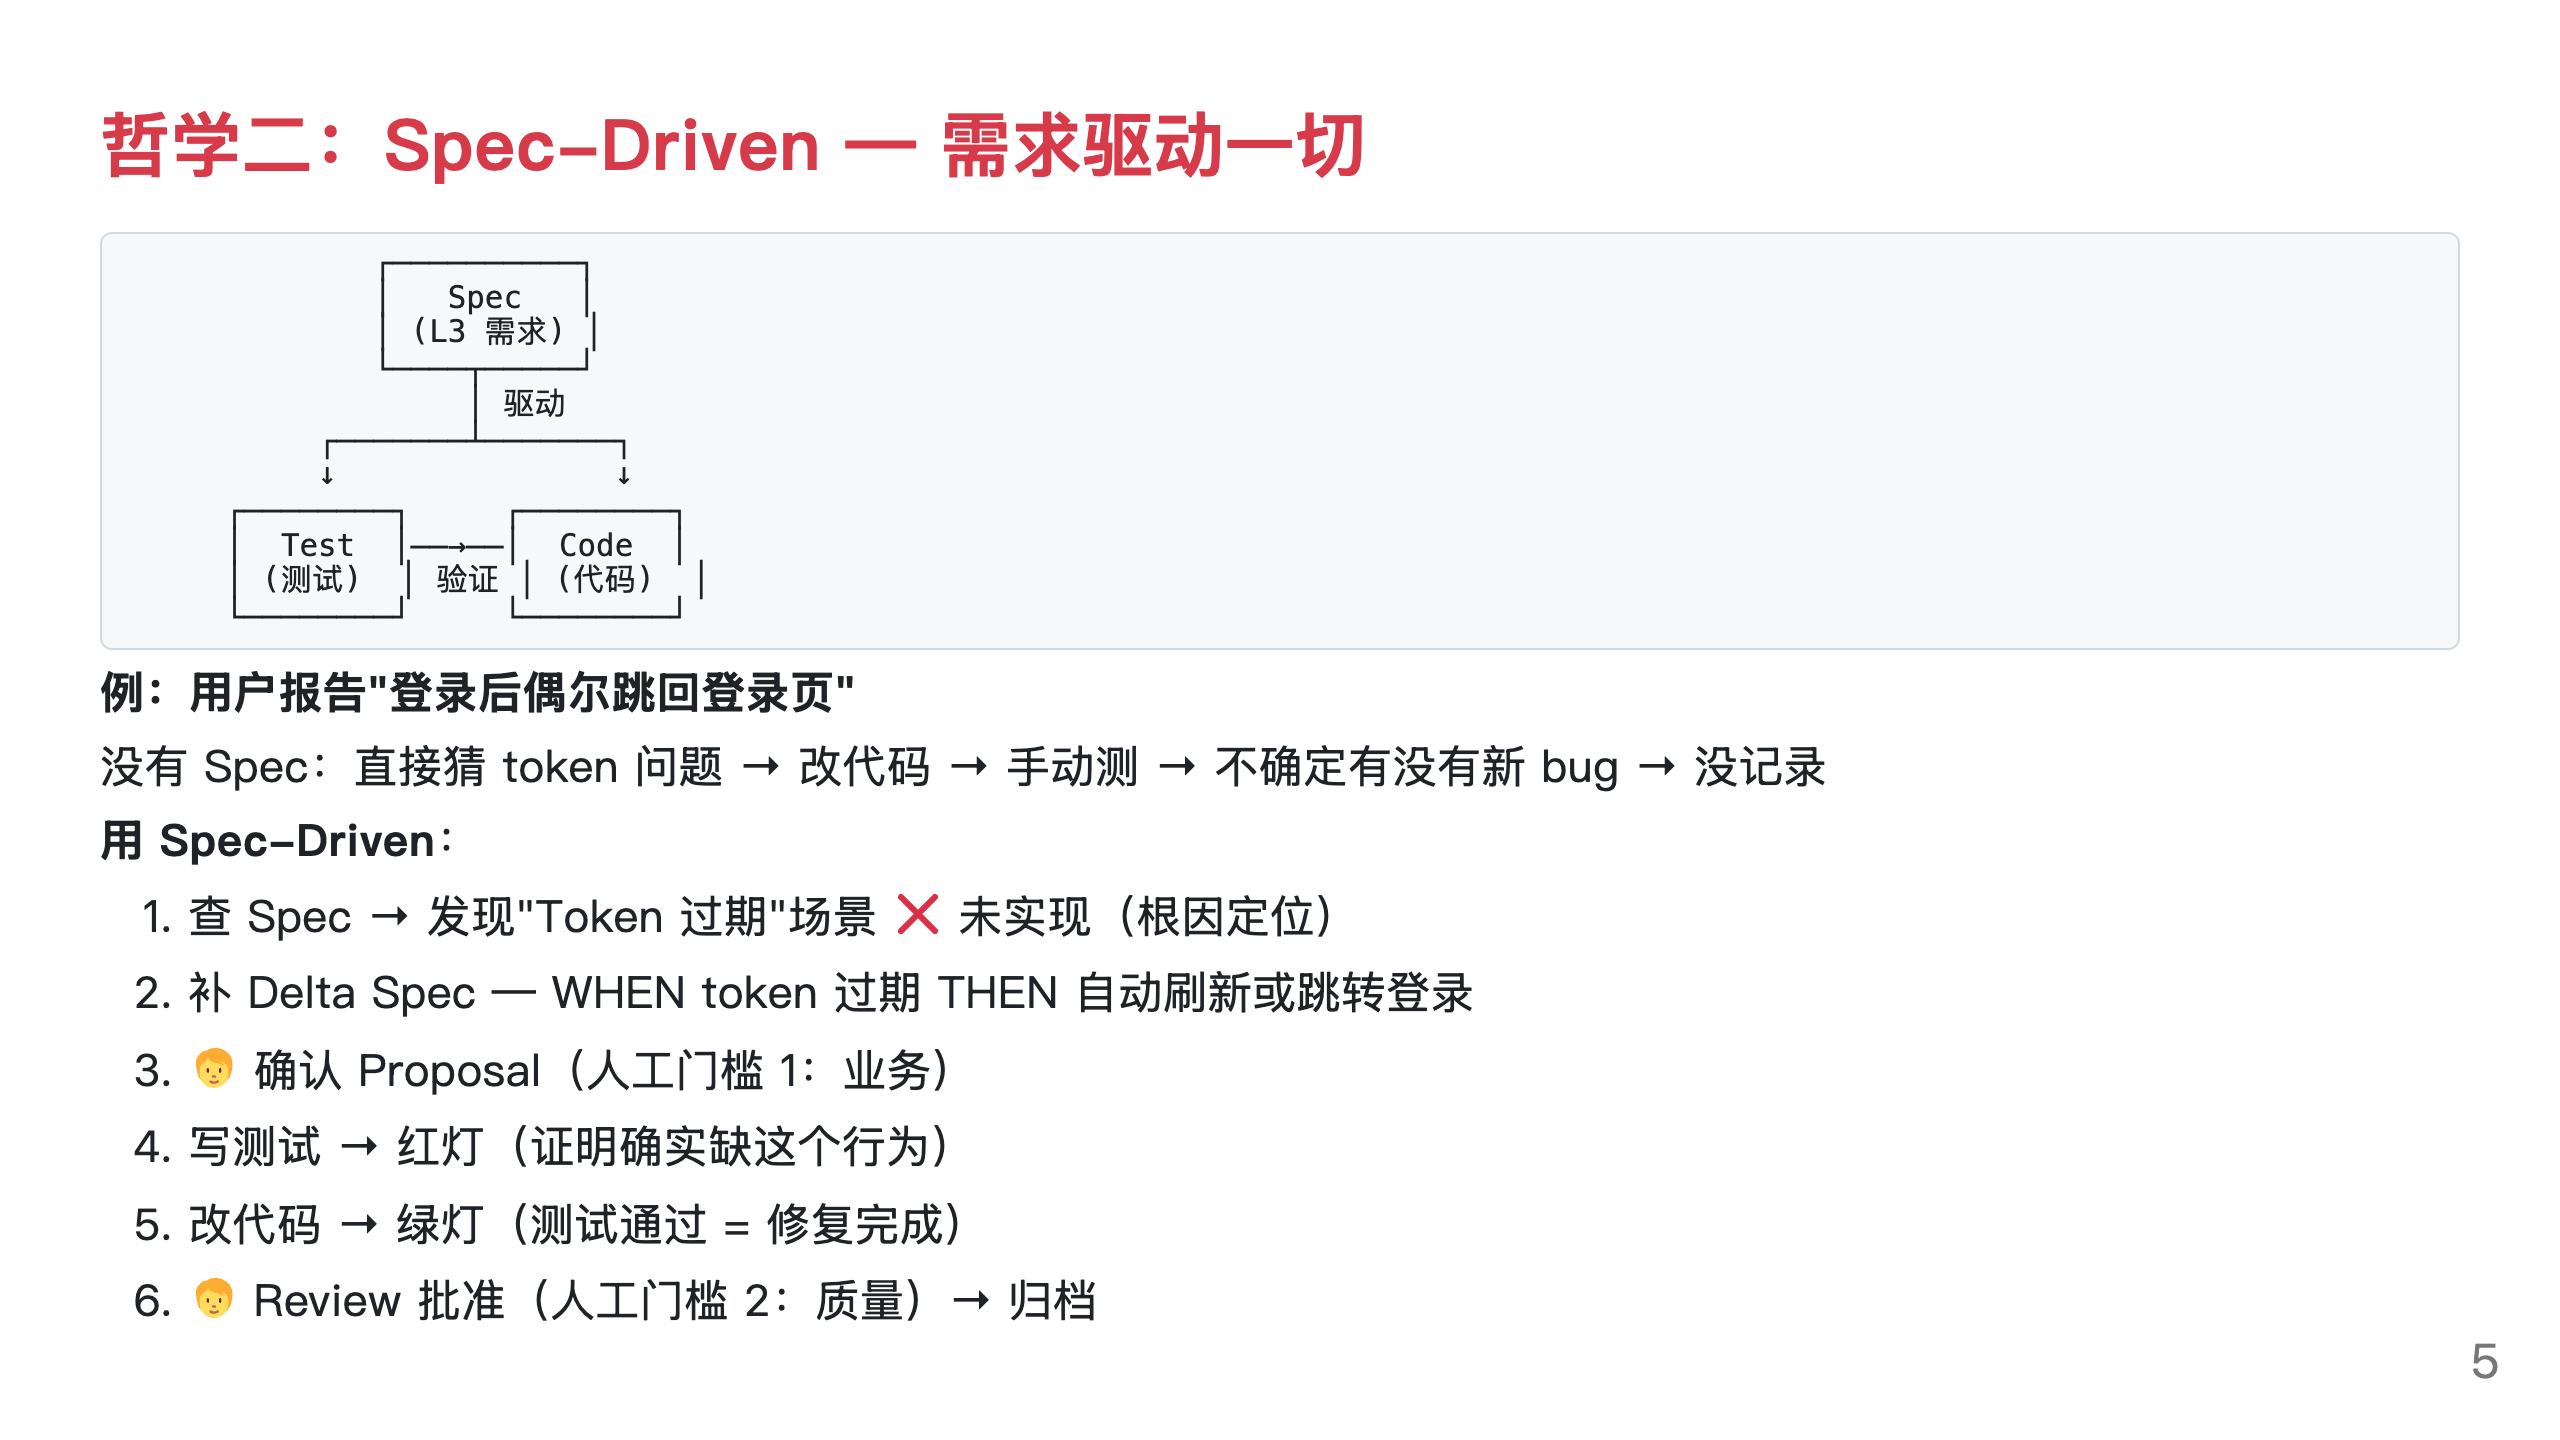 哲学二：Spec-Driven — 需求驱动一切
Spec
(L3 需求)
驱动
↓ ↓
Test ──→── Code
(测试) 验证 (代码)
例：用户报告"登录后偶尔跳回登录页"
没有 Spec：直接猜 token 问题 → 改代码 → 手动测 → 不确定有没有新 bug → 没记录
用 Spec-Driven：
1. 查 Spec → 发现"Token 过期"场景 ❌ 未实现（根因定位）
2. 补 Delta Spec — WHEN token 过期 THEN 自动刷新或跳转登录
3. 🧑 确认 Proposal（人工门槛 1：业务）
4. 写测试 → 红灯（证明确实缺这个行为）
5. 改代码 → 绿灯（测试通过 = 修复完成）
6. 🧑 Review 批准（人工门槛 2：质量）→ 归档
5